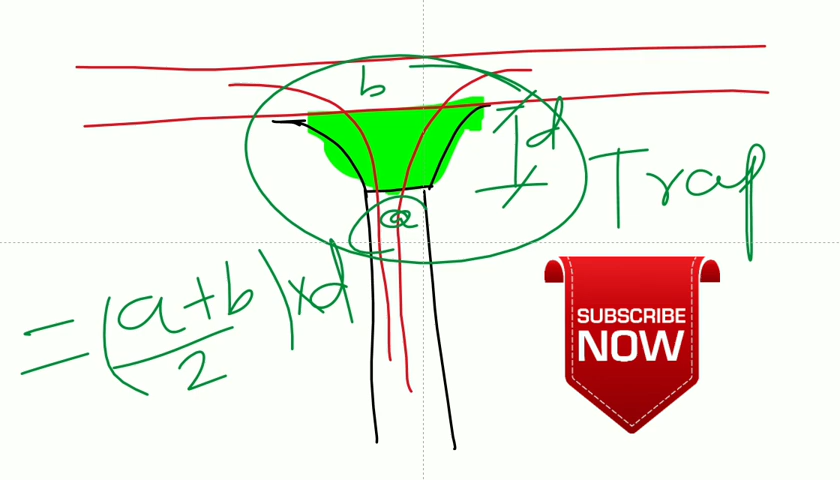 b
d
Trap
a
= (a+b/2) x d
SUBSCRIBE
NOW